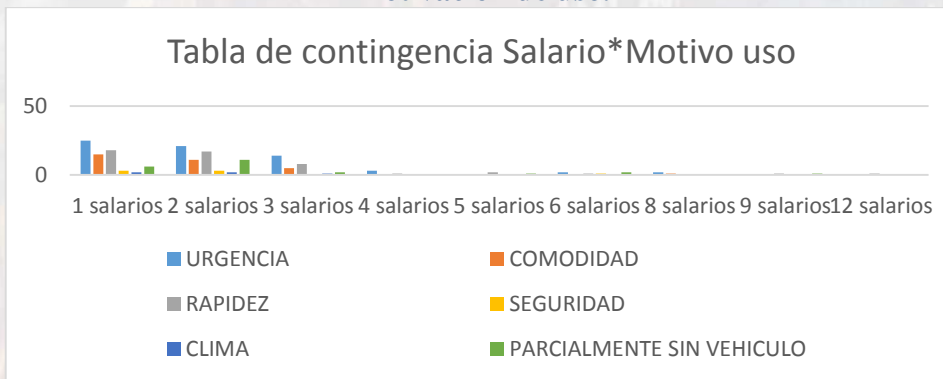 Tabla de contingencia Salario*Motivo uso
50
0
1 salarios 2 salarios 3 salarios 4 salarios 5 salarios 6 salarios 8 salarios 9 salarios 12 salarios
URGENCIA COMODIDAD
RAPIDEZ SEGURIDAD
CLIMA PARCIALMENTE SIN VEHICULO